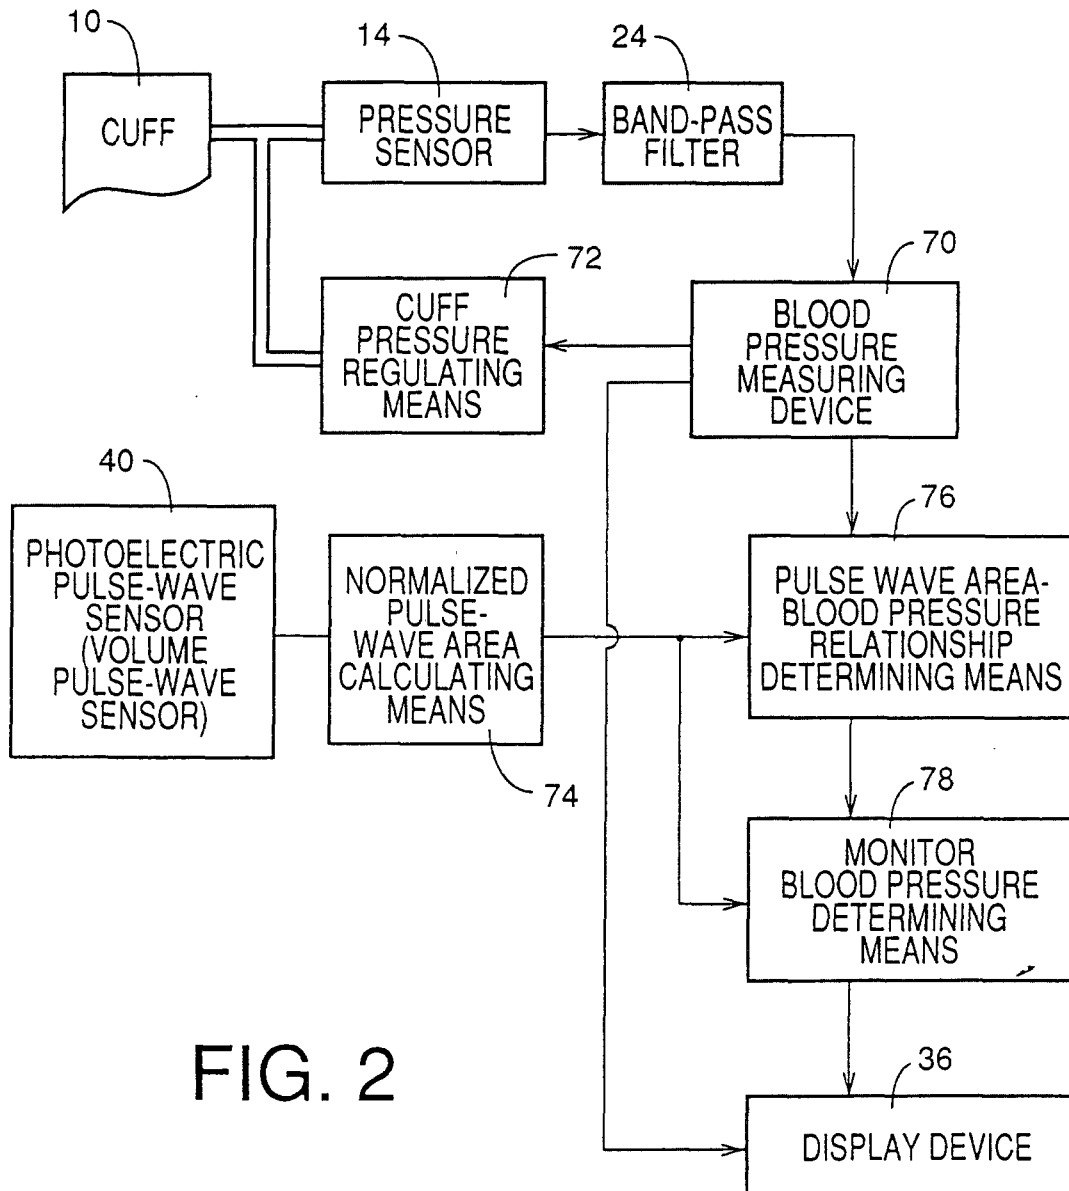 10
14
24
CUFF
PRESSURE
SENSOR
BAND-PASS
FILTER
72
70
CUFF
PRESSURE
REGULATING
MEANS
BLOOD
PRESSURE
MEASURING
DEVICE
40
76
PHOTOELECTRIC
PULSE-WAVE
SENSOR
(VOLUME
PULSE-WAVE
SENSOR)
NORMALIZED
PULSE-
WAVE AREA
CALCULATING
MEANS
PULSE WAVE AREA-
BLOOD PRESSURE
RELATIONSHIP
DETERMINING MEANS
74
78
MONITOR
BLOOD PRESSURE
DETERMINING
MEANS
FIG. 2
36
DISPLAY DEVICE